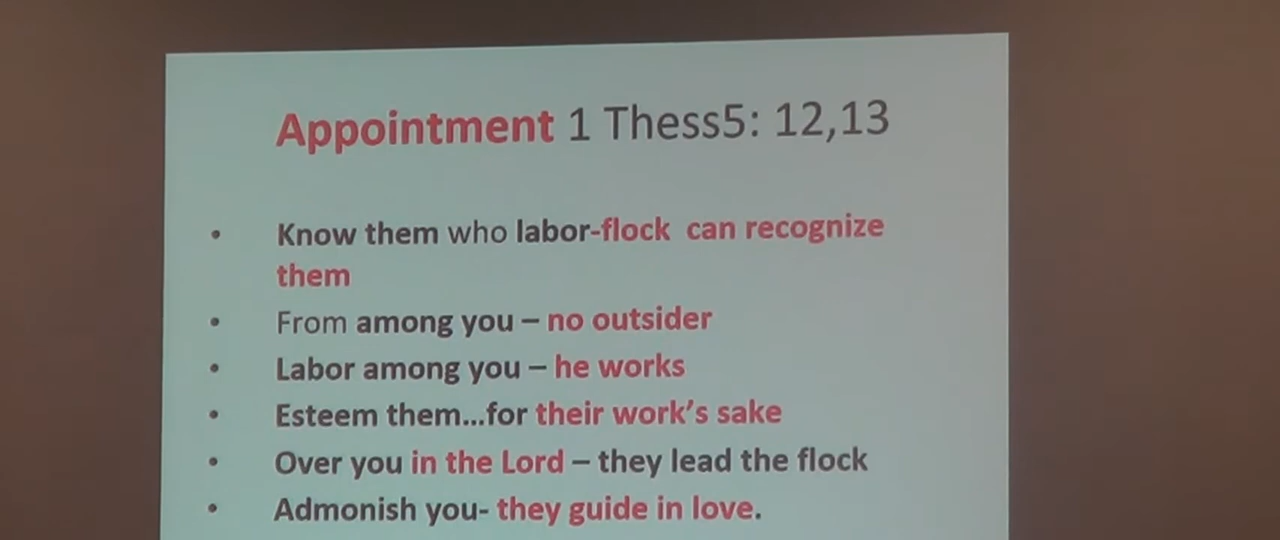 Appointment 1 Thess5: 12,13
• Know them who labor-flock can recognize
them
• From among you – no outsider
• Labor among you – he works
• Esteem them...for their work's sake
• Over you in the Lord – they lead the flock
• Admonish you- they guide in love.